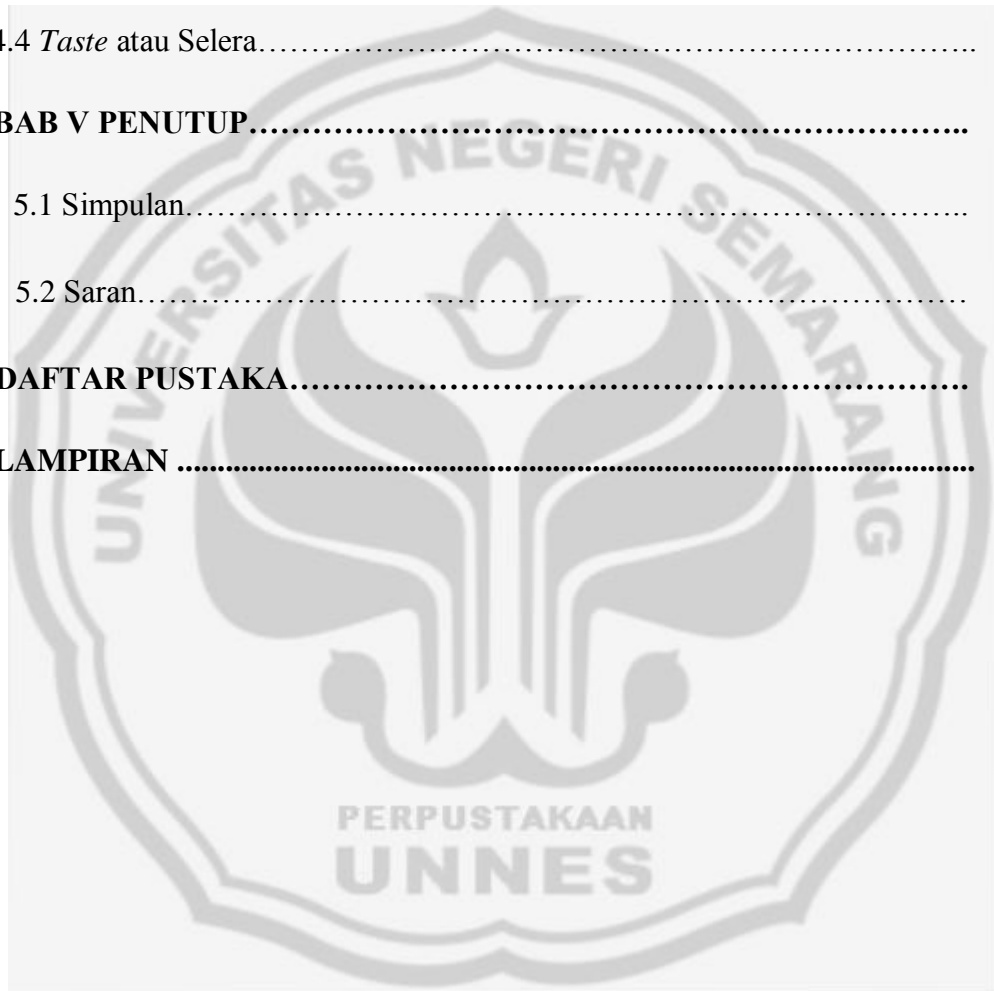 4.4 Taste atau Selera……………………………………………………………..
BAB V PENUTUP……………………………………………………………..
5.1 Simpulan…………………………………………………………………..
5.2 Saran………………………………………………………………………
DAFTAR PUSTAKA……………………………………………………….
LAMPIRAN ..................................................................................................
UNIVERSITAS NEGERI SEMARANG
PERPUSTAKAAN
UNNES